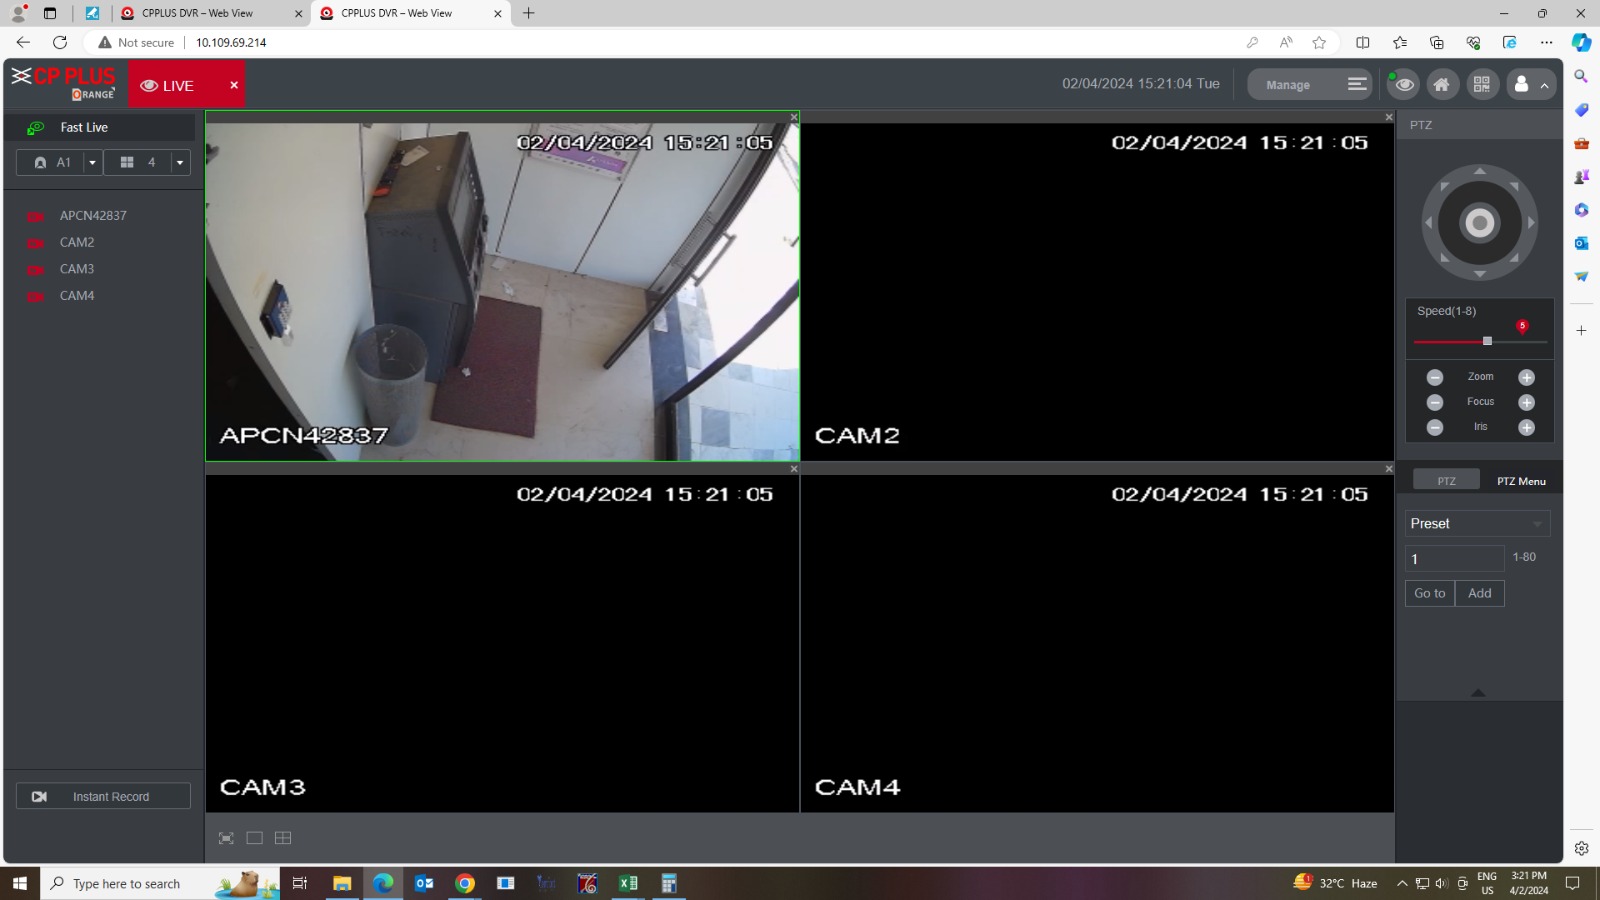 CPPLUS DVR – Web View
CPPLUS DVR – Web View
Not secure
10.109.69.214
CP PLUS
ORANGE
LIVE
02/04/2024 15:21:04 Tue
Manage
Fast Live
A1
4
APCN42837
CAM2
CAM3
CAM4
Instant Record
02/04/2024 15:21:05
APCN42837
02/04/2024 15:21:05
CAM2
02/04/2024 15:21:05
CAM3
02/04/2024 15:21:05
CAM4
PTZ
Speed(1-8)
5
Zoom
Focus
Iris
PTZ
PTZ Menu
Preset
1
1-80
Go to
Add
Type here to search
32°C Haze
ENG
US
3:21 PM
4/2/2024